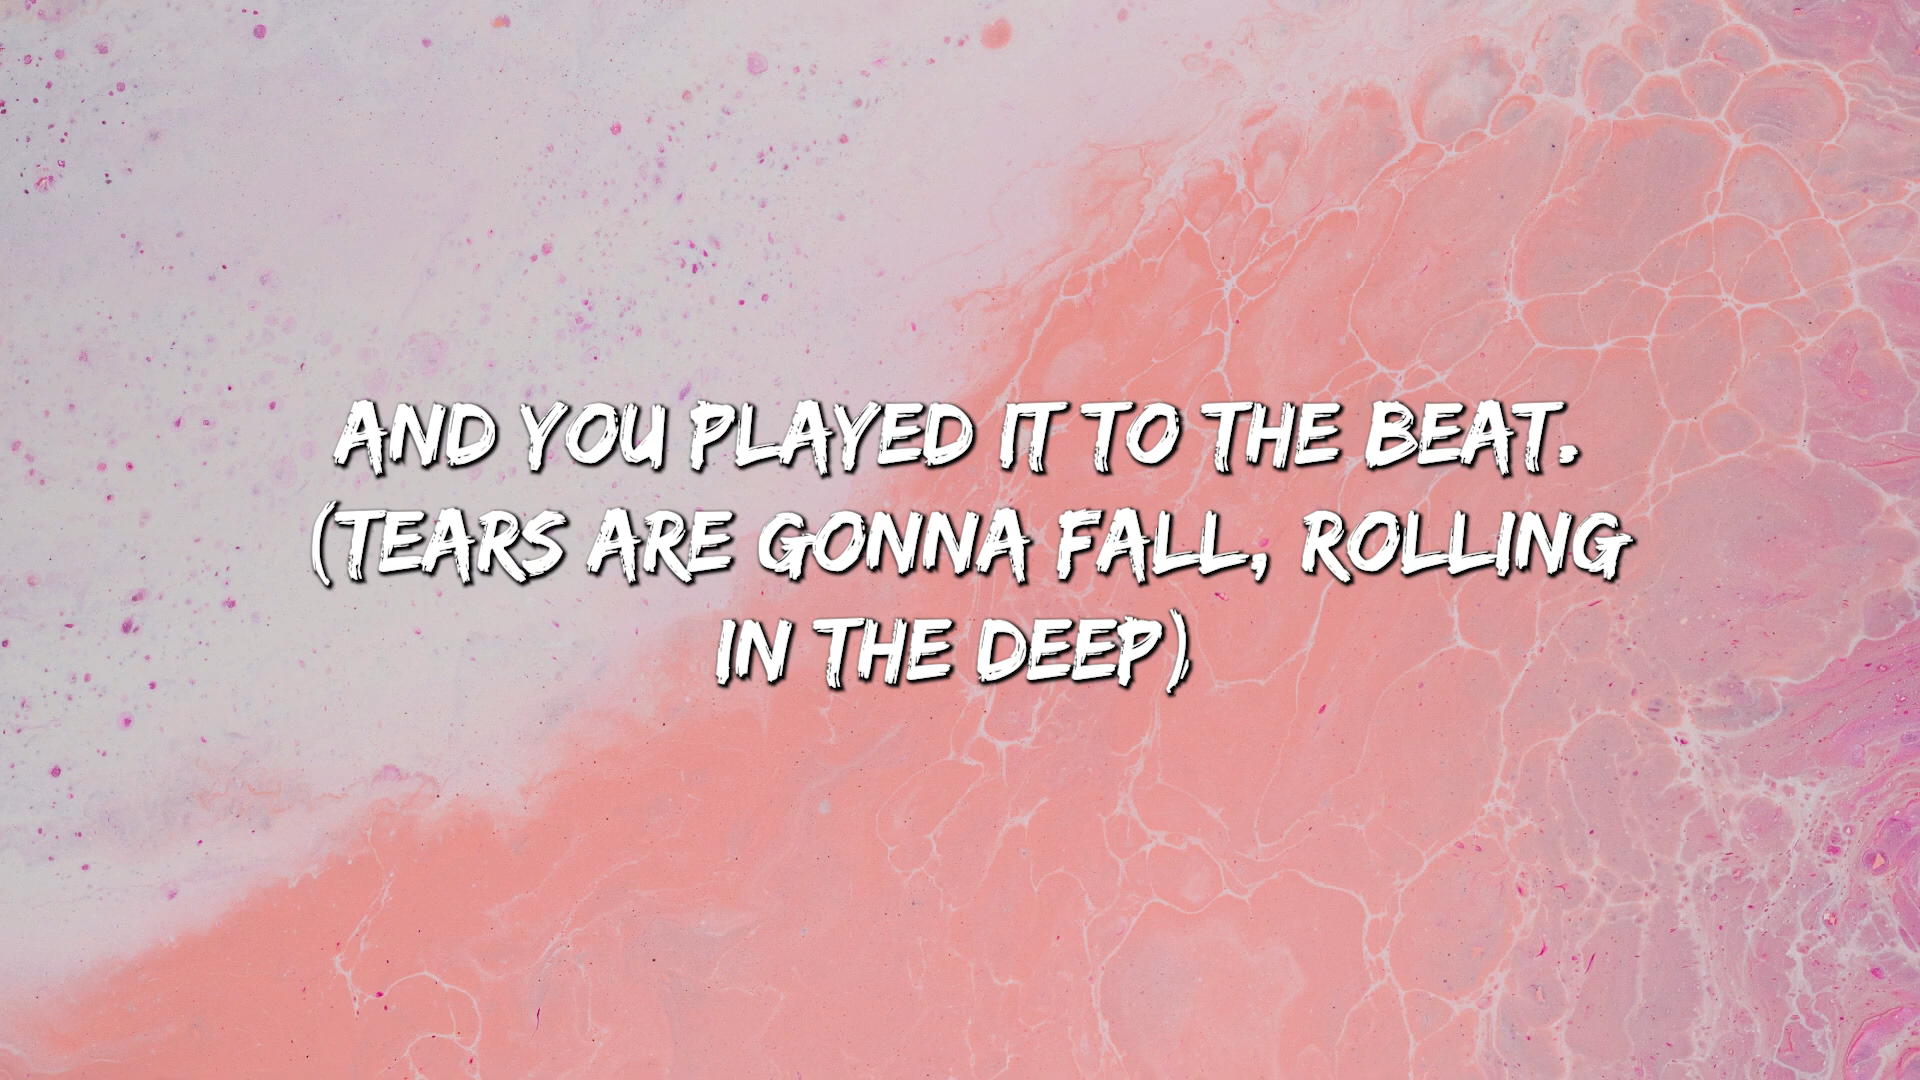 AND YOU PLAYED IT TO THE BEAT.
(TEARS ARE GONNA FALL, ROLLING
IN THE DEEP)